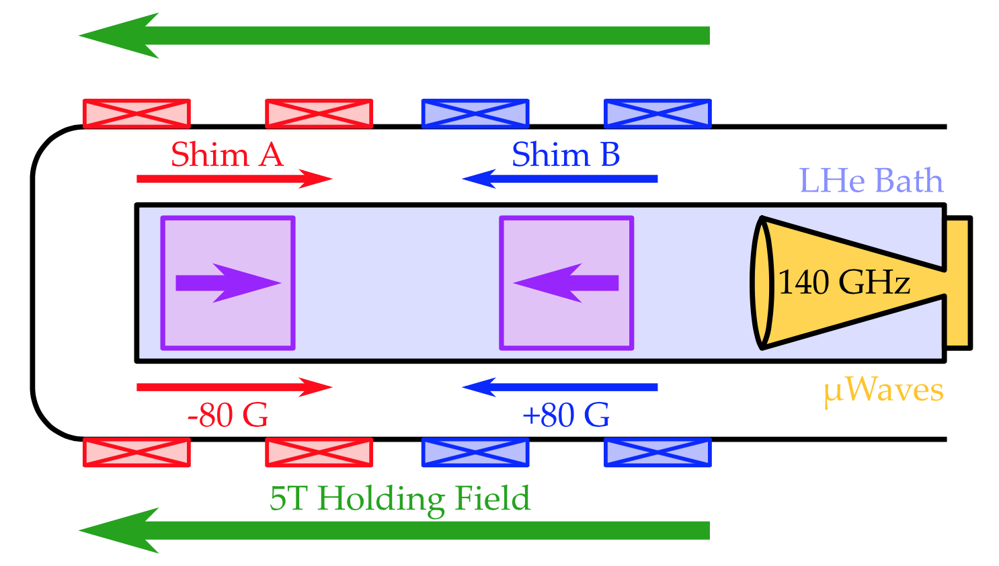 Shim A
Shim B
LHe Bath
140 GHz
µWaves
-80 G
+80 G
5T Holding Field